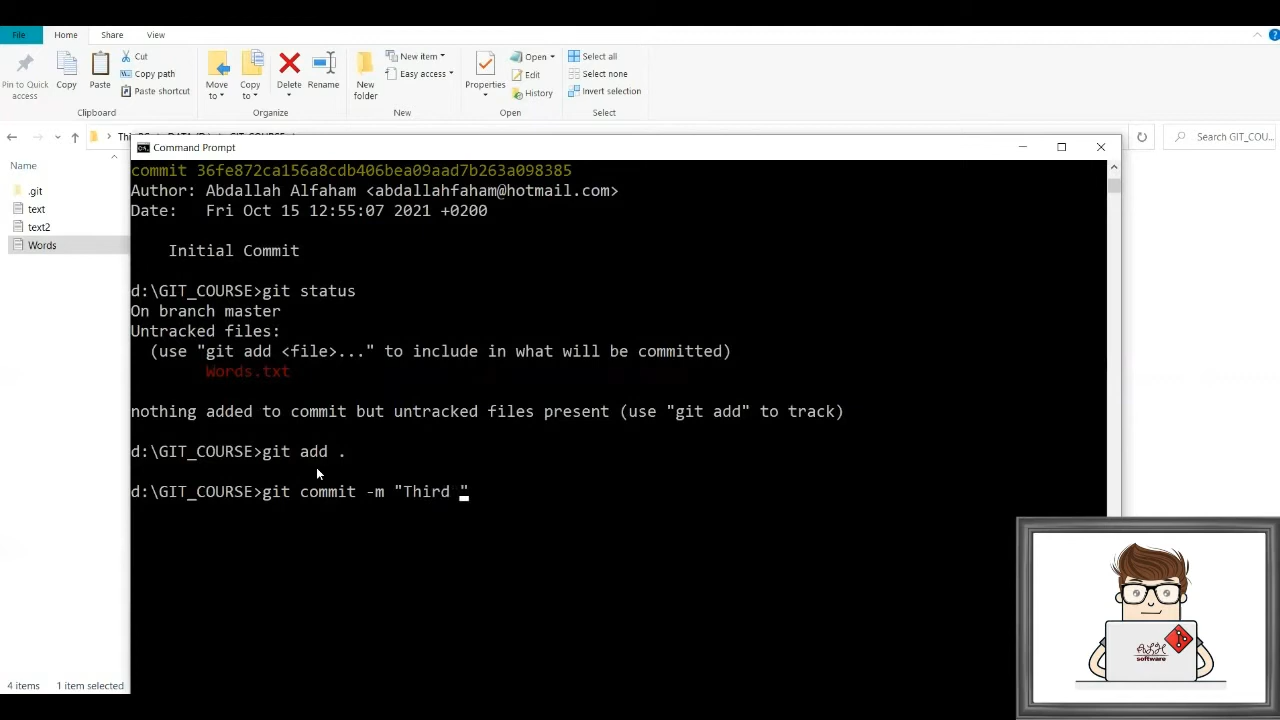 File Home Share View
Pin to Quick access
Copy
Paste
Cut
Copy path
Paste shortcut
Clipboard
Move to
Copy to
Delete
Rename
Organize
New folder
New item
Easy access
New
Properties
Open
Edit
History
Open
Select all
Select none
Invert selection
Select
Search GIT_COU...
Name
.git
text
text2
Words
Command Prompt
commit 36fe872ca156a8cdb406bea09aad7b263a098385
Author: Abdallah Alfaham <abdallahfaham@hotmail.com>
Date:   Fri Oct 15 12:55:07 2021 +0200
Initial Commit
d:\GIT_COURSE>git status
On branch master
Untracked files:
(use "git add <file>..." to include in what will be committed)
Words.txt
nothing added to commit but untracked files present (use "git add" to track)
d:\GIT_COURSE>git add .
d:\GIT_COURSE>git commit -m "Third "
4 items 1 item selected
software